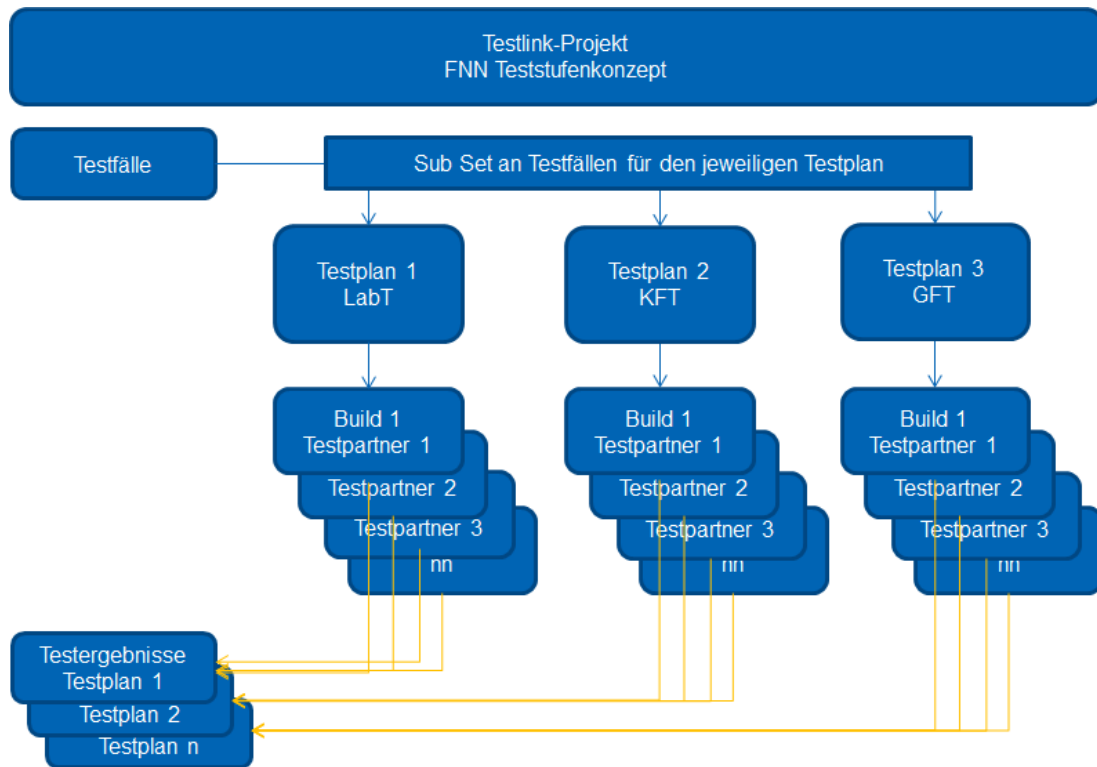 Testlink-Projekt
FNN Teststufenkonzept
Testfälle
Sub Set an Testfällen für den jeweiligen Testplan
Testplan 1
LabT
Testplan 2
KFT
Testplan 3
GFT
Build 1
Testpartner 1
Testpartner 2
Testpartner 3
nn
Build 1
Testpartner 1
Testpartner 2
Testpartner 3
nn
Build 1
Testpartner 1
Testpartner 2
Testpartner 3
nn
Testergebnisse
Testplan 1
Testplan 2
Testplan n